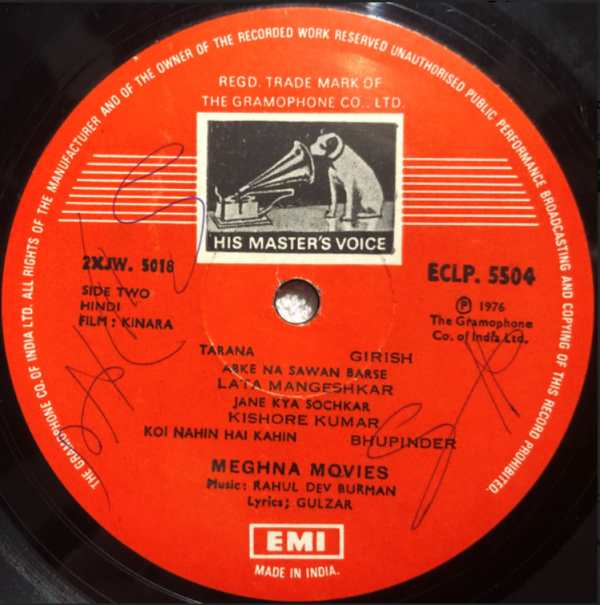 THE GRAMOPHONE CO. OF INDIA LTD. ALL RIGHTS OF THE MANUFACTURER AND OF THE OWNER OF THE RECORDED WORK RESERVED UNAUTHORISED PUBLIC PERFORMANCE BROADCASTING AND COPYING OF THIS RECORD PROHIBITED.
REGD. TRADE MARK OF
THE GRAMOPHONE CO., LTD.
HIS MASTER'S VOICE
2XJW. 5018
SIDE TWO
HINDI
FILM : KINARA
ECLP. 5504
℗ 1976
The Gramophone
Co. of India Ltd.
TARANA GIRISH
ABKE NA SAWAN BARSE
LATA MANGESHKAR
JANE KYA SOCHKAR
KISHORE KUMAR
KOI NAHIN HAI KAHIN BHUPINDER
MEGHNA MOVIES
Music: RAHUL DEV BURMAN
Lyrics; GULZAR
EMI
MADE IN INDIA.